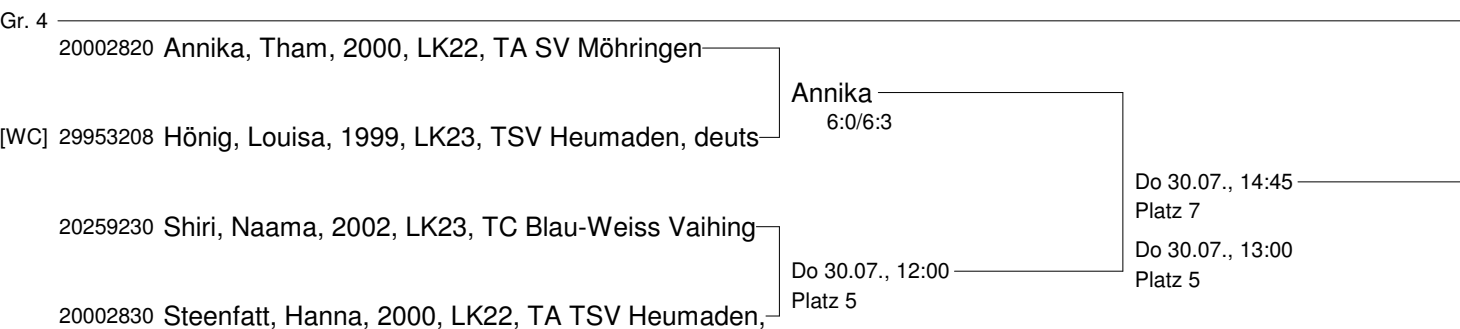 Gr. 4
20002820 Annika, Tham, 2000, LK22, TA SV Möhringen
Annika
6:0/6:3
[WC] 29953208 Hönig, Louisa, 1999, LK23, TSV Heumaden, deuts
Do 30.07., 14:45
Platz 7
20259230 Shiri, Naama, 2002, LK23, TC Blau-Weiss Vaihing
Do 30.07., 13:00
Platz 5
Do 30.07., 12:00
Platz 5
20002830 Steenfatt, Hanna, 2000, LK22, TA TSV Heumaden,